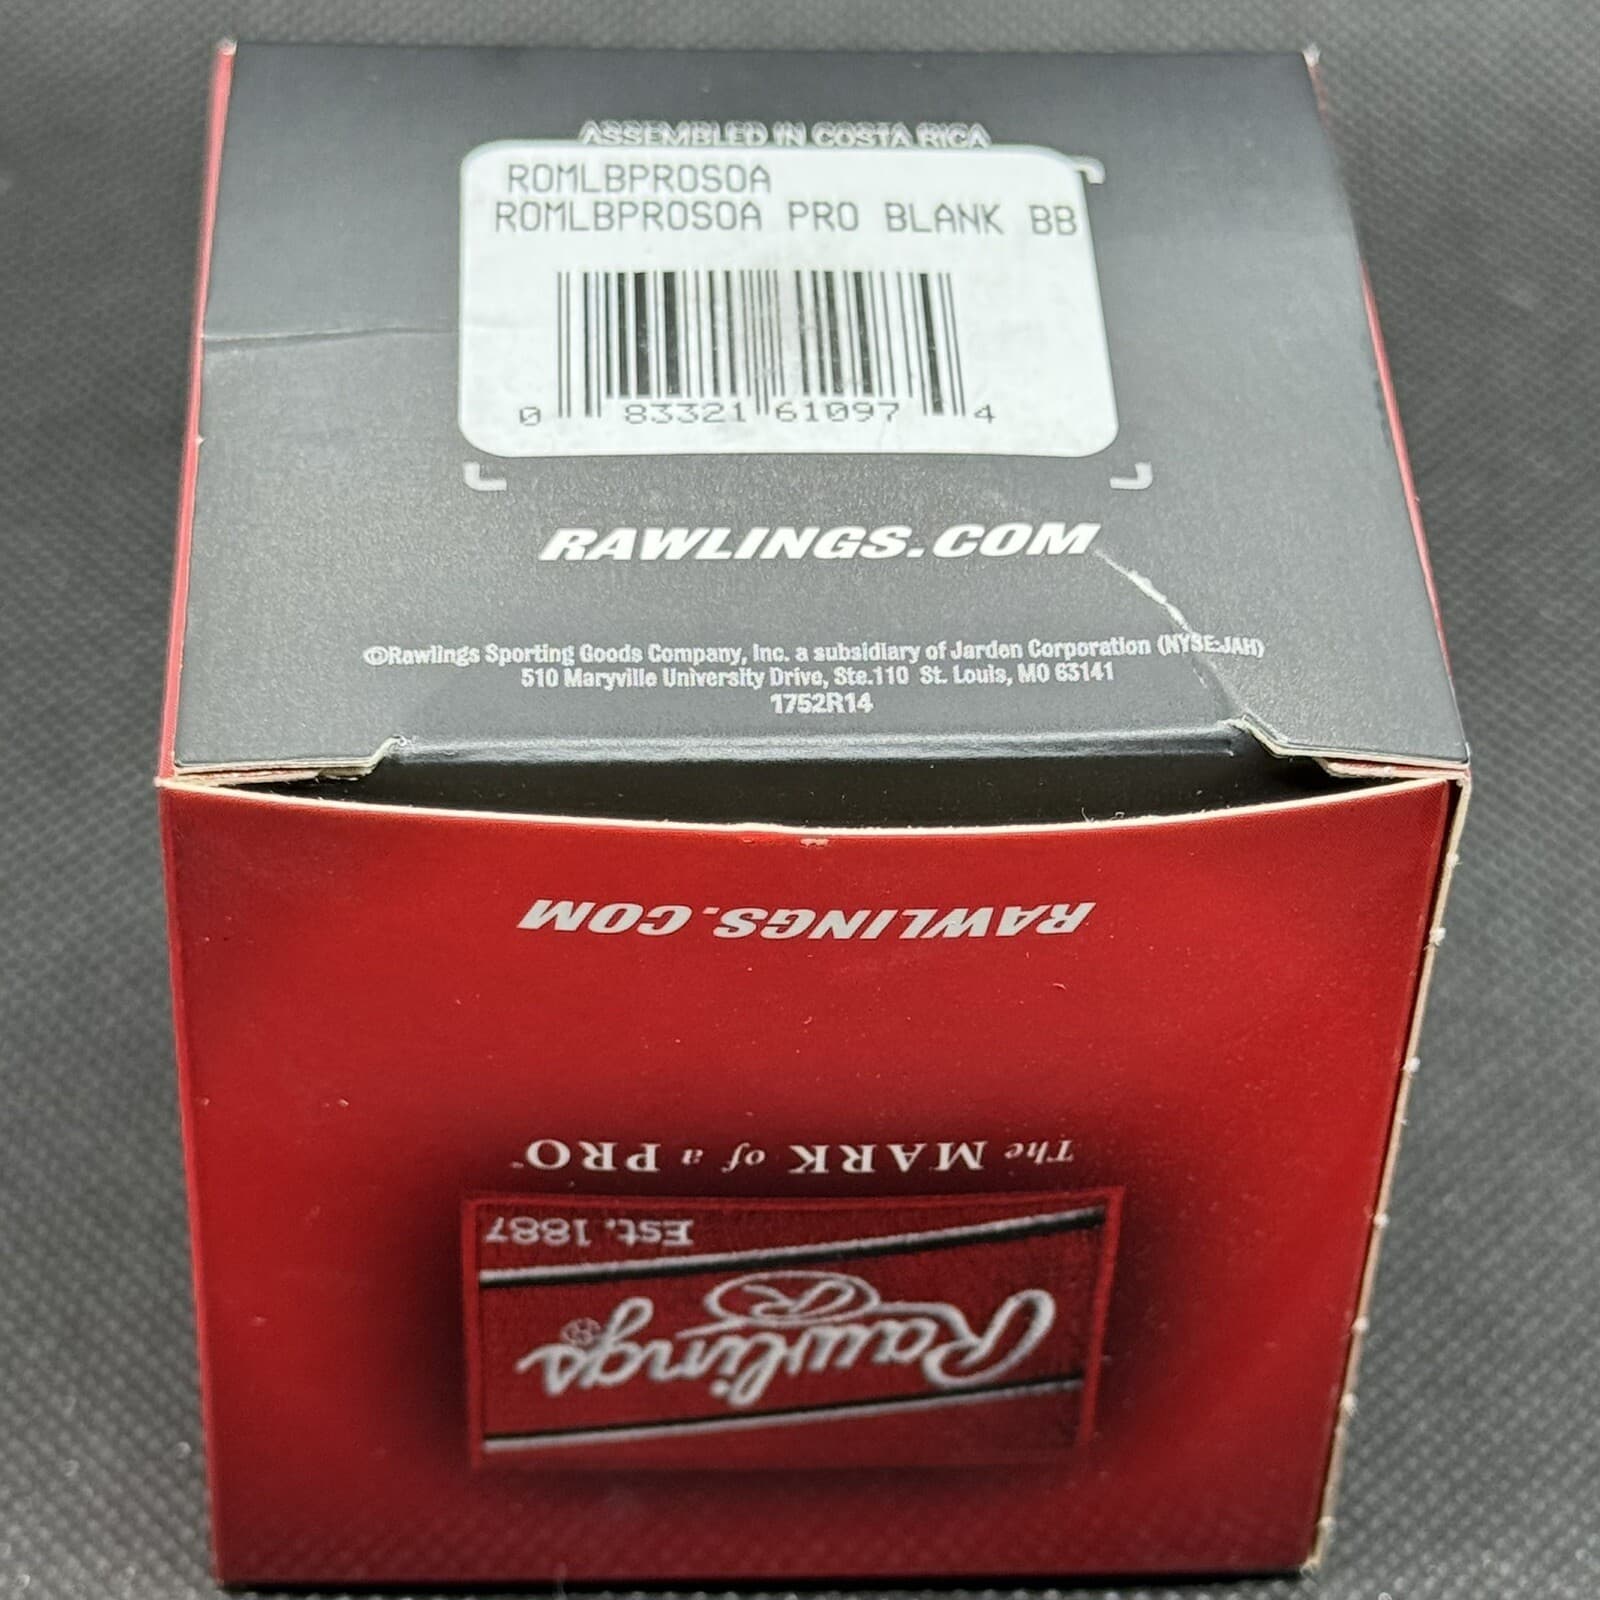 ASSEMBLED IN COSTA RICA
ROMLBPROSOA
ROMLBPROSOA PRO BLANK BB
0 83321 61097 4
RAWLINGS.COM
©Rawlings Sporting Goods Company, Inc. a subsidiary of Jarden Corporation (NYSE:JAH)
510 Maryville University Drive, Ste.110 St. Louis, MO 63141
1752R14
RAWLINGS.COM
The MARK of a PRO™
Est. 1887
Rawlings®
R